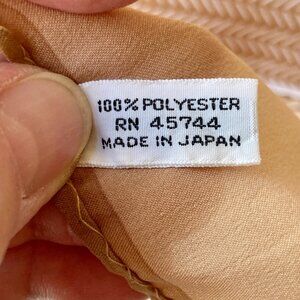 100% POLYESTER
RN 45744
MADE IN JAPAN